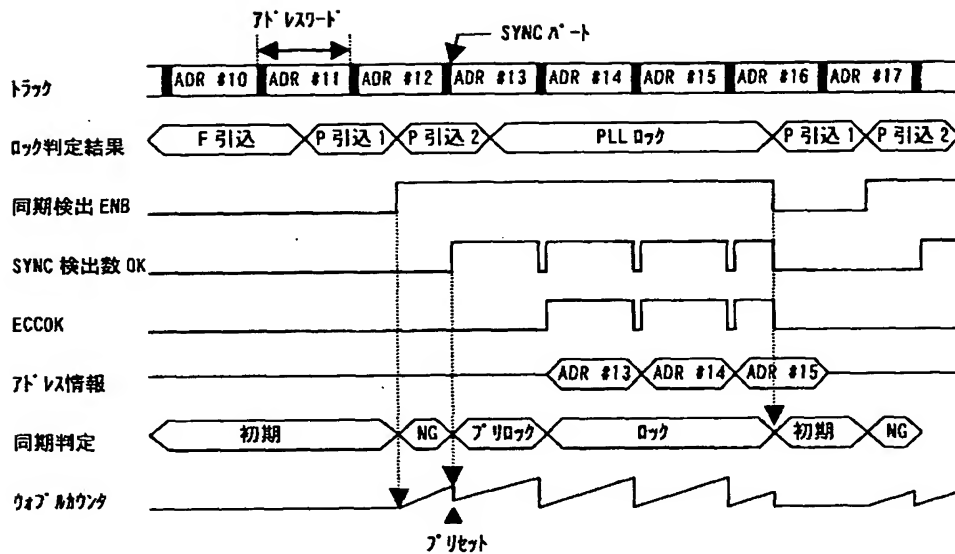 アドレスワード
SYNC パート
トラック ADR #10 ADR #11 ADR #12 ADR #13 ADR #14 ADR #15 ADR #16 ADR #17
ロック判定結果 F 引込 P 引込 1 P 引込 2 PLL ロック P 引込 1 P 引込 2
同期検出 ENB
SYNC 検出数 OK
ECCOK
アドレス情報 ADR #13 ADR #14 ADR #15
同期判定 初期 NG プリロック ロック 初期 NG
ウォブルカウンタ
プリセット